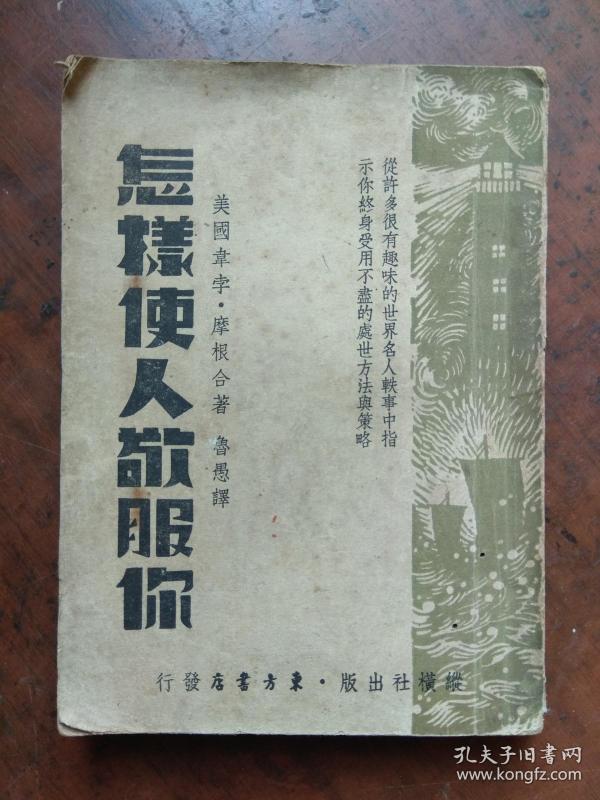 從許多很有趣味的世界名人軼事中指
示你終身受用不盡的處世方法與策略
美國韋孛・摩根合著 魯愚譯
怎樣使人敬服你
縱橫社出版・東方書店發行
孔夫子旧书网
www.kongfz.com